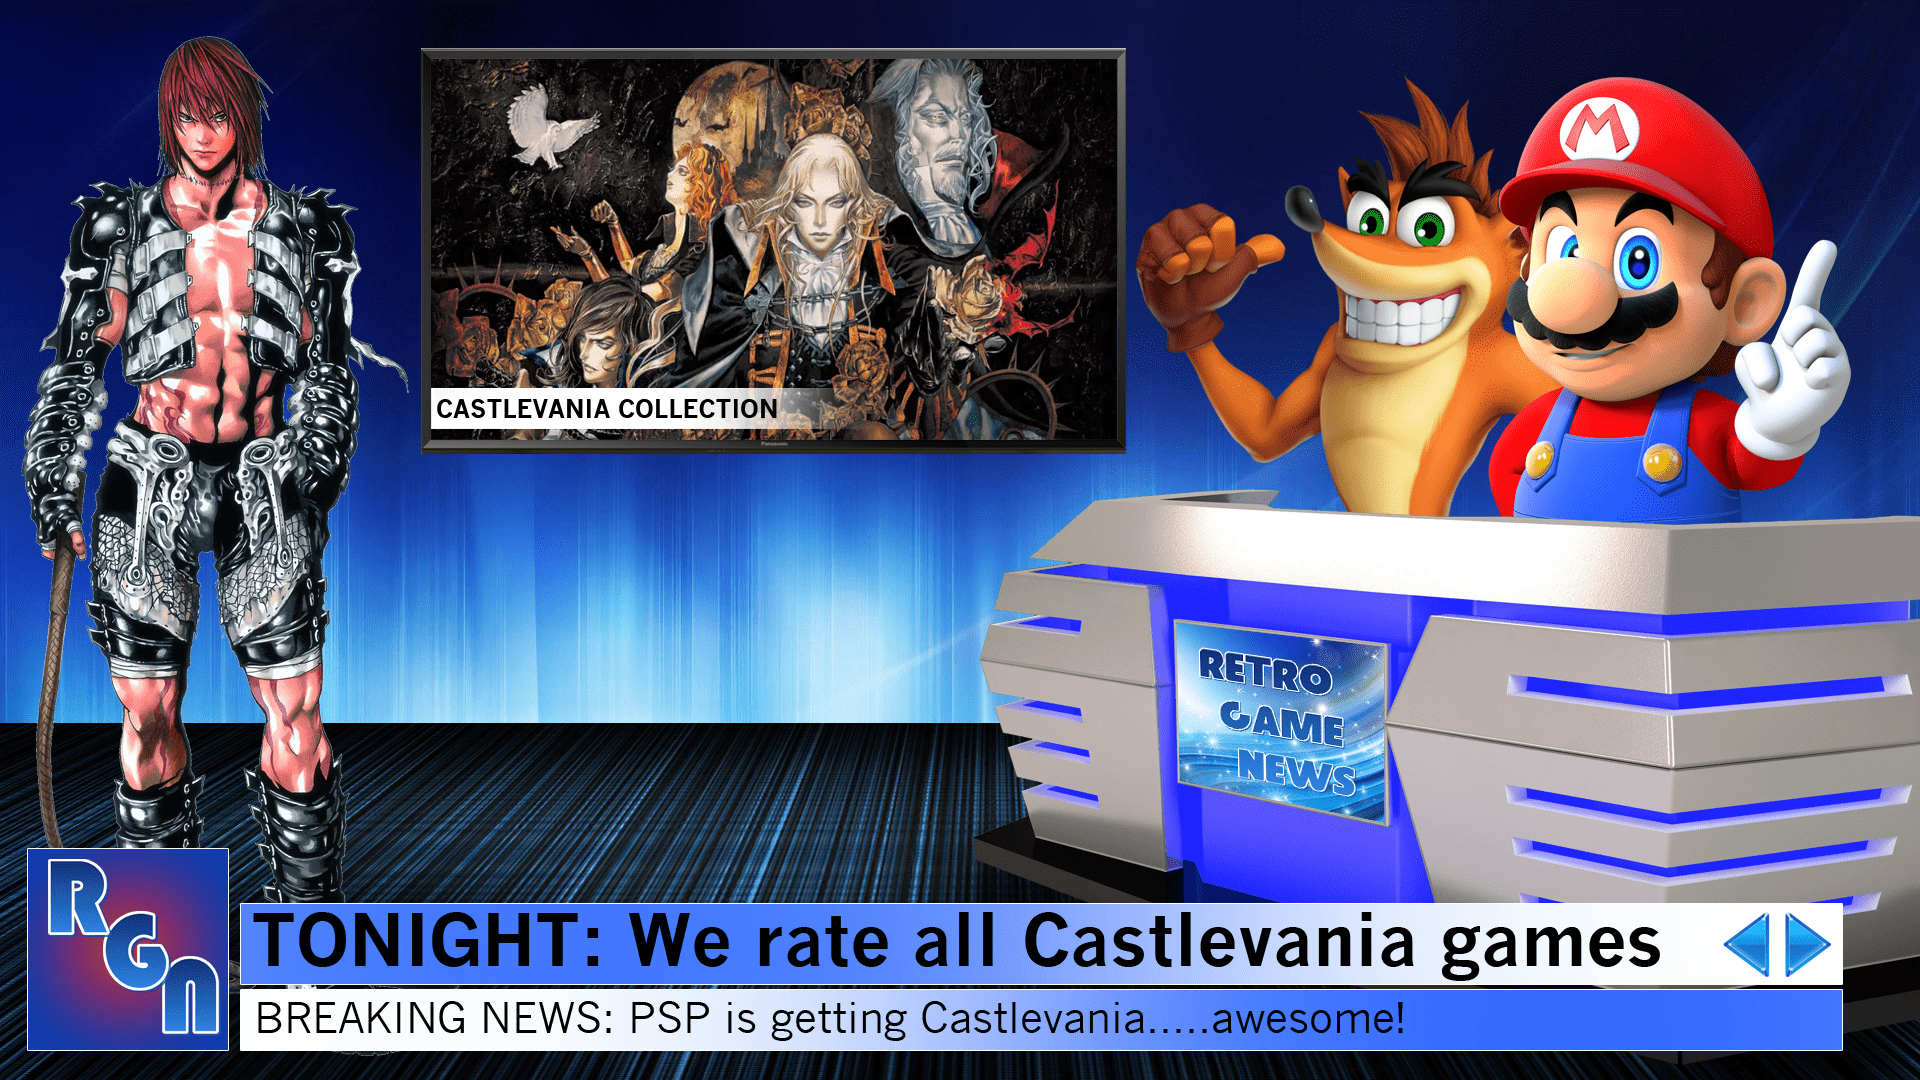 M
CASTLEVANIA COLLECTION
Panasonic
RETRO
GAME
NEWS
RGn
TONIGHT: We rate all Castlevania games
BREAKING NEWS: PSP is getting Castlevania.....awesome!